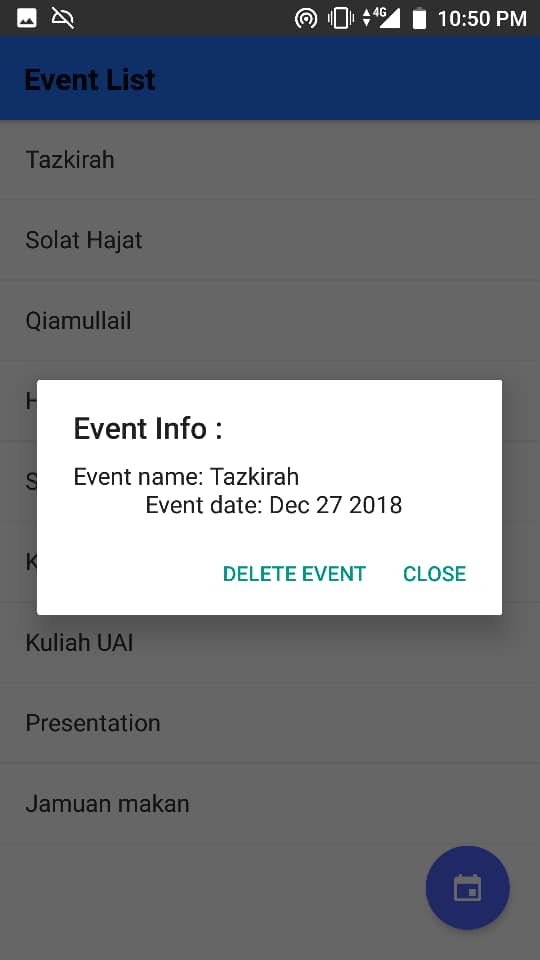 4G 10:50 PM
Event List
Tazkirah
Solat Hajat
Qiamullail
Event Info :
Event name: Tazkirah
Event date: Dec 27 2018
DELETE EVENT CLOSE
Kuliah UAI
Presentation
Jamuan makan